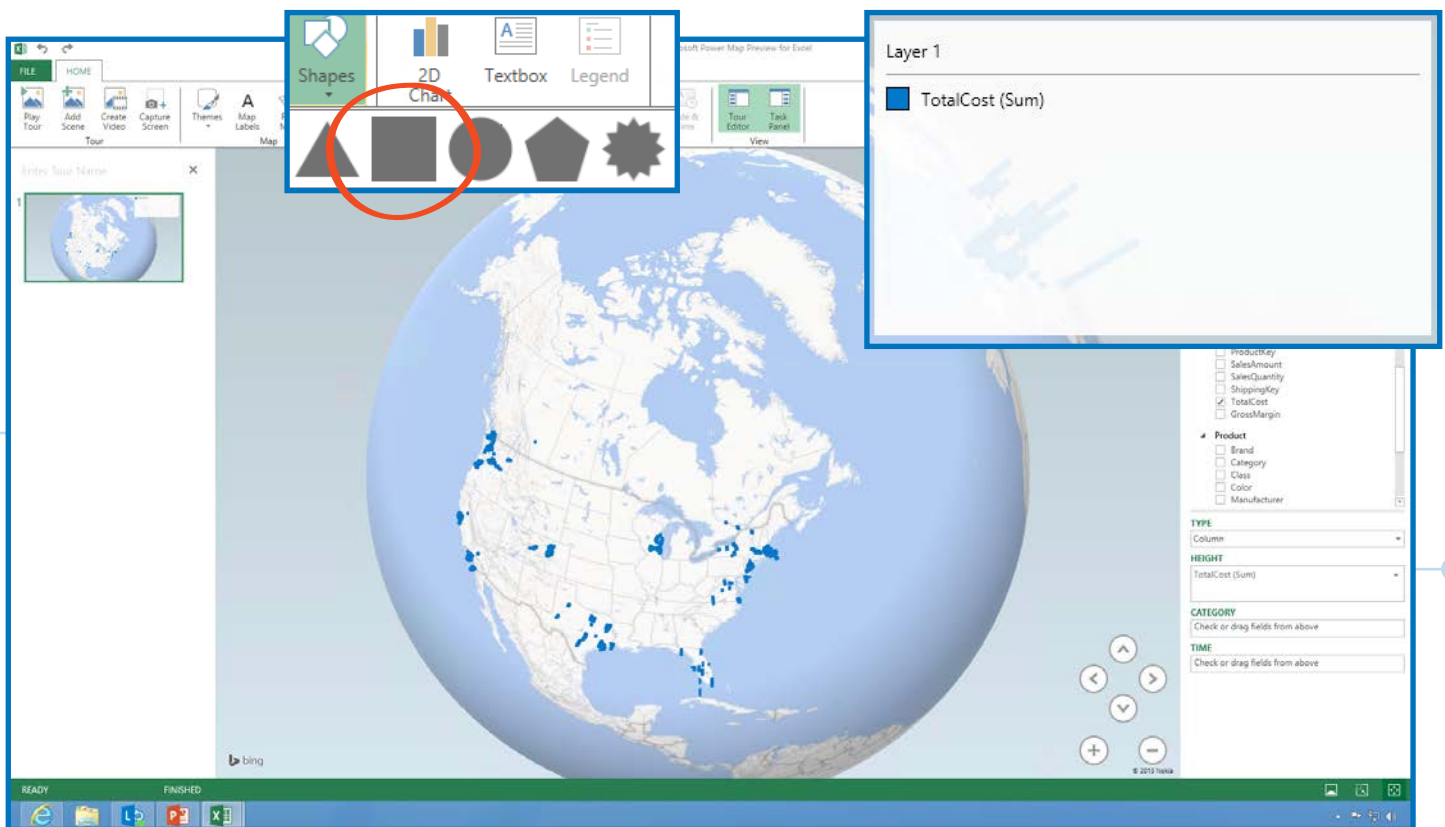 Microsoft Power Map Preview for Excel
FILE
HOME
Play Tour
Add Scene
Create Video
Capture Screen
Tour
Themes
Map Labels
Map
Shapes
2D Chart
Textbox
Legend
Tour Editor
Task Panel
View
Layer 1
TotalCost (Sum)
Enter Tour Name
1
ProductKey
SalesAmount
SalesQuantity
ShippingKey
TotalCost
GrossMargin
Product
Brand
Category
Class
Color
Manufacturer
TYPE
Column
HEIGHT
TotalCost (Sum)
CATEGORY
Check or drag fields from above
TIME
Check or drag fields from above
bing
© 2013 Nokia
READY
FINISHED